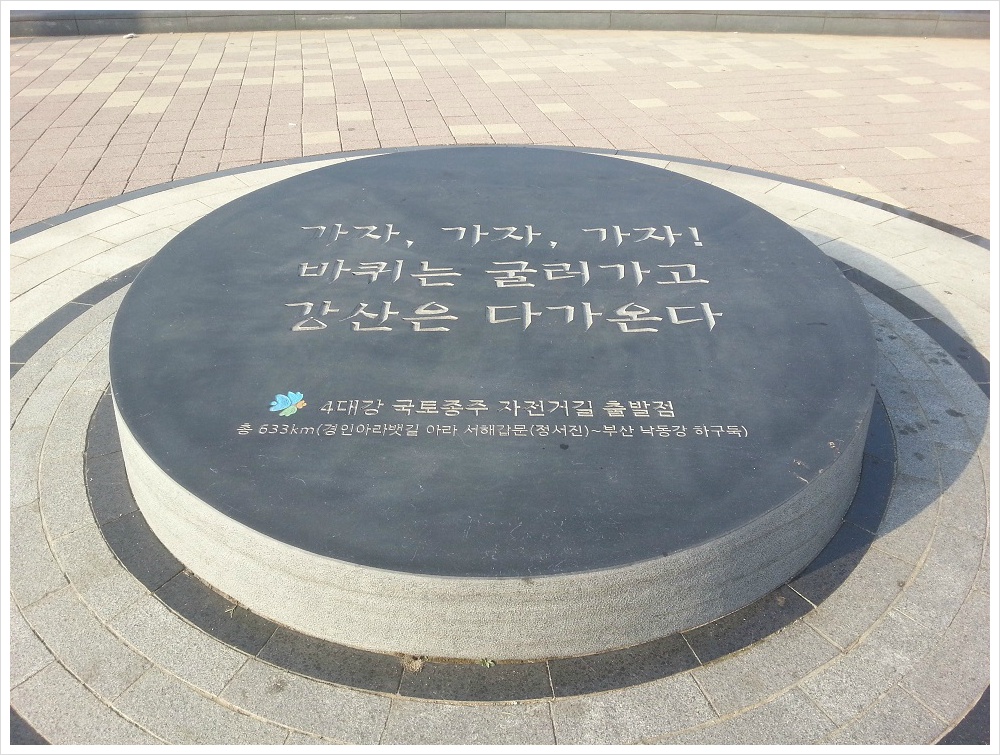 가자, 가자, 가자!
바퀴는 굴러가고
강산은 다가온다
4대강 국토종주 자전거길 출발점
총 633km(경인아라뱃길 아라 서해갑문(정서진)~부산 낙동강 하구둑)